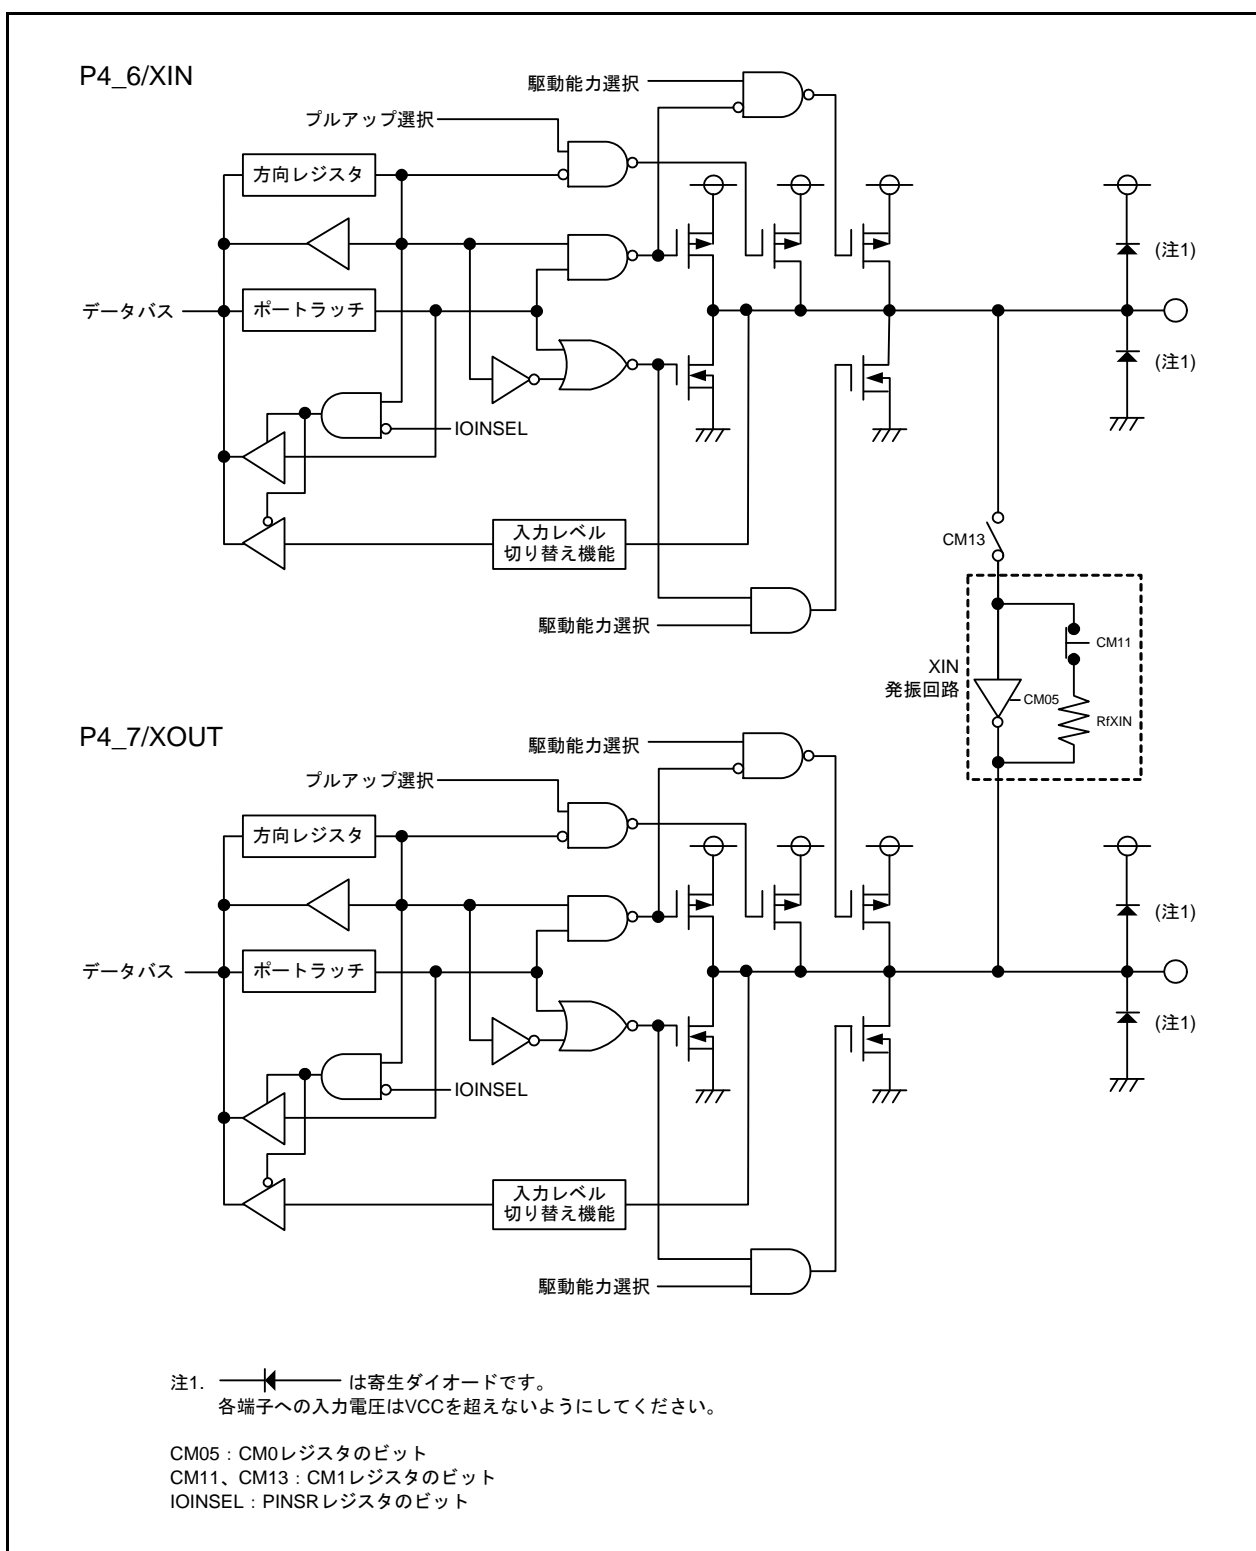 P4_6/XIN
駆動能力選択
プルアップ選択
方向レジスタ
(注1)
データバス
ポートラッチ
(注1)
IOINSEL
入力レベル
切り替え機能
CM13
駆動能力選択
CM11
XIN
発振回路
CM05
RfXIN
P4_7/XOUT
駆動能力選択
プルアップ選択
方向レジスタ
(注1)
データバス
ポートラッチ
(注1)
IOINSEL
入力レベル
切り替え機能
駆動能力選択
注1. は寄生ダイオードです。
各端子への入力電圧はVCCを超えないようにしてください。
CM05：CM0レジスタのビット
CM11、CM13：CM1レジスタのビット
IOINSEL：PINSRレジスタのビット